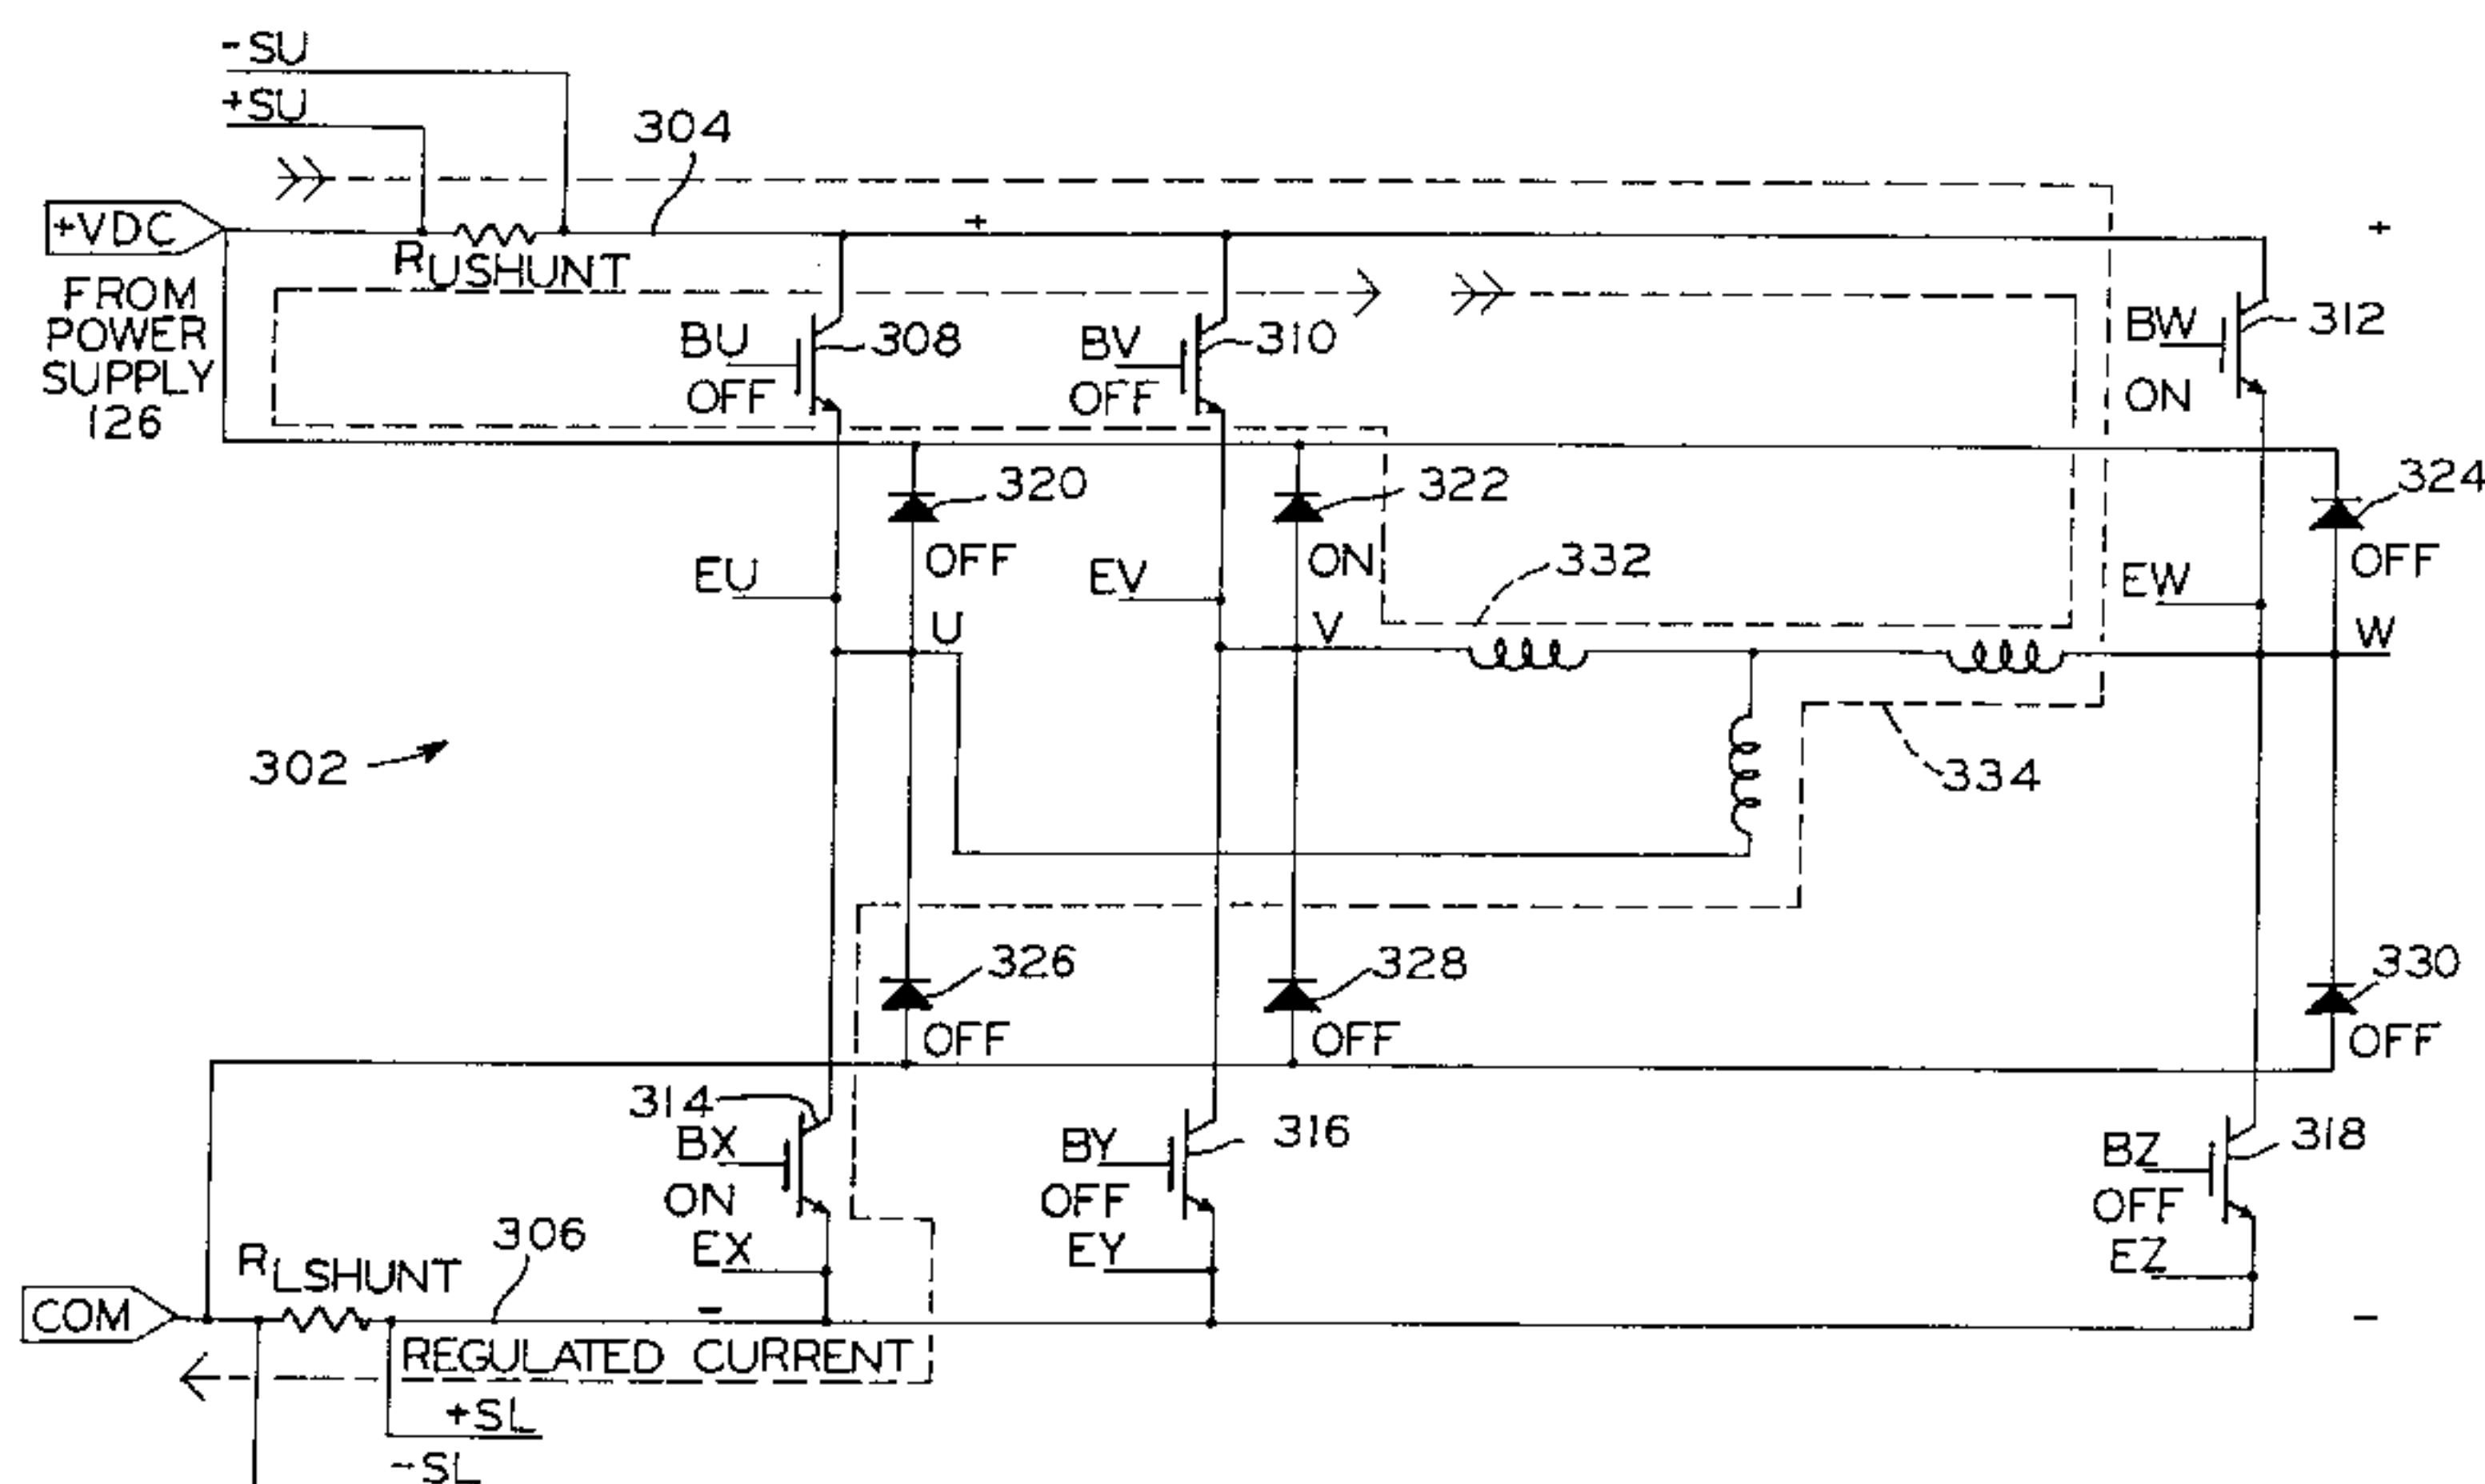 -SU
+SU
304
+VDC
RUSHUNT
+
+
FROM
POWER
SUPPLY
126
BU
OFF
308
BV
OFF
310
BW
ON
312
320
OFF
322
ON
324
OFF
332
EU
EV
EW
U
V
W
302
334
326
OFF
328
OFF
330
OFF
314
BX
ON
316
BY
OFF
318
BZ
OFF
EX
EY
EZ
306
RLSHUNT
COM
-
-
REGULATED CURRENT
+SL
-SL